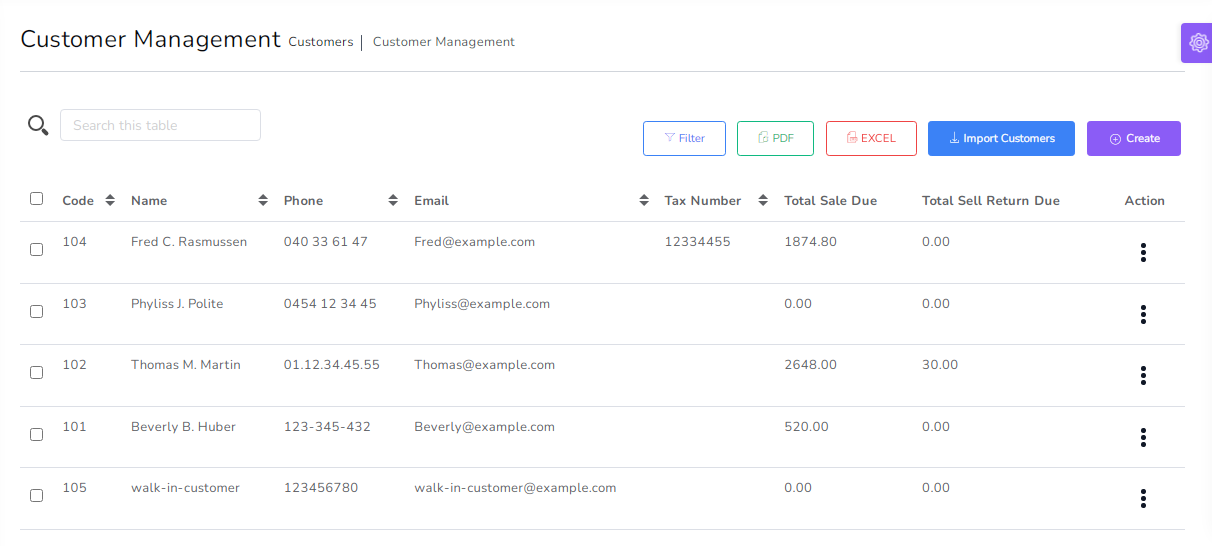 Customer Management Customers | Customer Management
Search this table
Filter PDF EXCEL Import Customers Create
Code Name Phone Email Tax Number Total Sale Due Total Sell Return Due Action
104 Fred C. Rasmussen 040 33 61 47 Fred@example.com 12334455 1874.80 0.00
103 Phyliss J. Polite 0454 12 34 45 Phyliss@example.com 0.00 0.00
102 Thomas M. Martin 01.12.34.45.55 Thomas@example.com 2648.00 30.00
101 Beverly B. Huber 123-345-432 Beverly@example.com 520.00 0.00
105 walk-in-customer 123456780 walk-in-customer@example.com 0.00 0.00